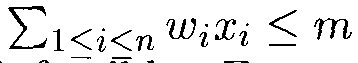 ∑_{1≤i≤n} w_i x_i ≤ m